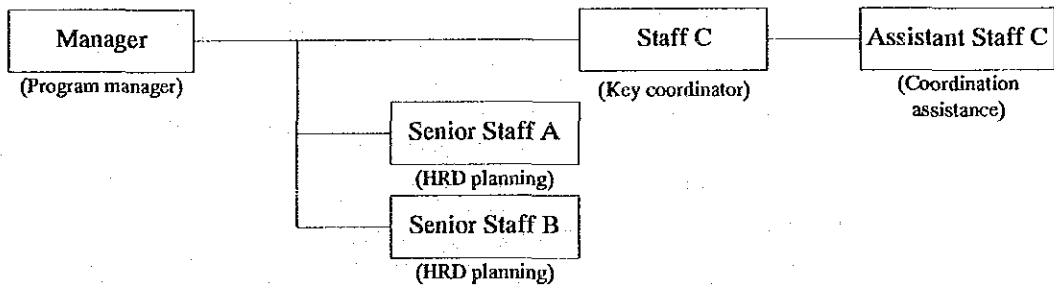 Manager
(Program manager)
Staff C
(Key coordinator)
Assistant Staff C
(Coordination
assistance)
Senior Staff A
(HRD planning)
Senior Staff B
(HRD planning)